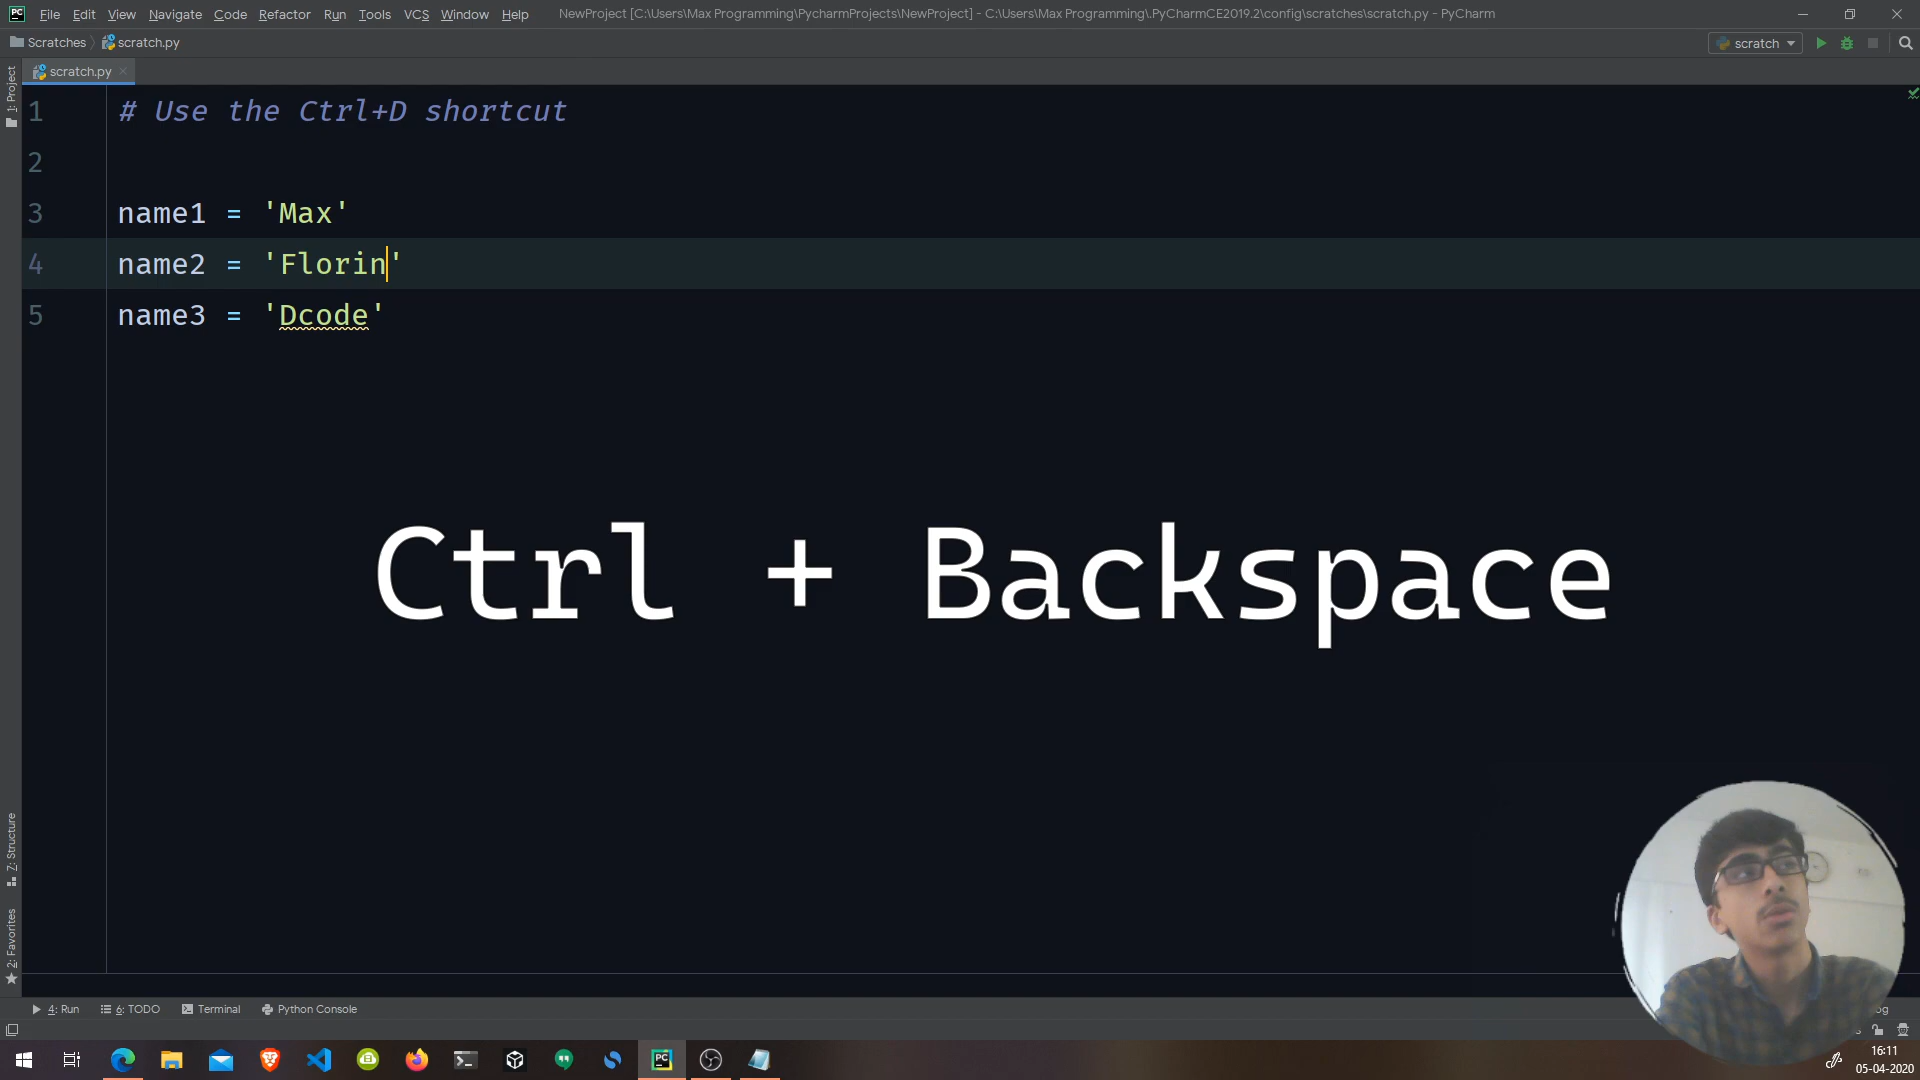 PC File Edit View Navigate Code Refactor Run Tools VCS Window Help NewProject [C:\Users\Max Programming\PycharmProjects\NewProject] - C:\Users\Max Programming\.PyCharmCE2019.2\config\scratches\scratch.py - PyCharm
Scratches scratch.py scratch
1: Project
scratch.py
1 # Use the Ctrl+D shortcut
2
3 name1 = 'Max'
4 name2 = 'Florin'
5 name3 = 'Dcode'
Ctrl + Backspace
Z: Structure
2: Favorites
4: Run 6: TODO Terminal Python Console
PC
16:11
05-04-2020